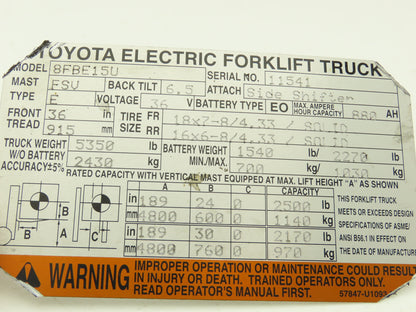 TOYOTA ELECTRIC FORKLIFT TRUCK
MODEL 8FBE15U SERIAL NO. 11541
MAST FSV BACK TILT 6.5 ATTACH Side Shifter
TYPE E VOLTAGE 36 V BATTERY TYPE EO MAX. AMPERE HOUR CAPACITY 880 AH
FRONT TREAD 36 in TIRE FR 18x7-8/4.33 / SOLID
915 mm SIZE RR 16x6-8/4.33 / SOLID
TRUCK WEIGHT 5350 lb BATTERY WEIGHT 1540 lb 2270 lb
W/O BATTERY ACCURACY±5% 2430 kg MIN./MAX. 700 kg 1030 kg
RATED CAPACITY WITH VERTICAL MAST EQUIPPED AT MAX. LIFT HEIGHT "A" AS SHOWN
A B C CAPACITY
in 189 24 0 2500 lb THIS FORKLIFT TRUCK
mm 4800 600 0 1140 kg MEETS OR EXCEEDS DESIGN
in 189 30 0 2170 lb SPECIFICATIONS OF ASME/
mm 4800 760 0 970 kg ANSI B56.1 IN EFFECT ON
THE DATE OF MANUFACTURE
A B C
WARNING IMPROPER OPERATION OR MAINTENANCE COULD RESULT
IN INJURY OR DEATH. TRAINED OPERATORS ONLY.
READ OPERATOR'S MANUAL FIRST.